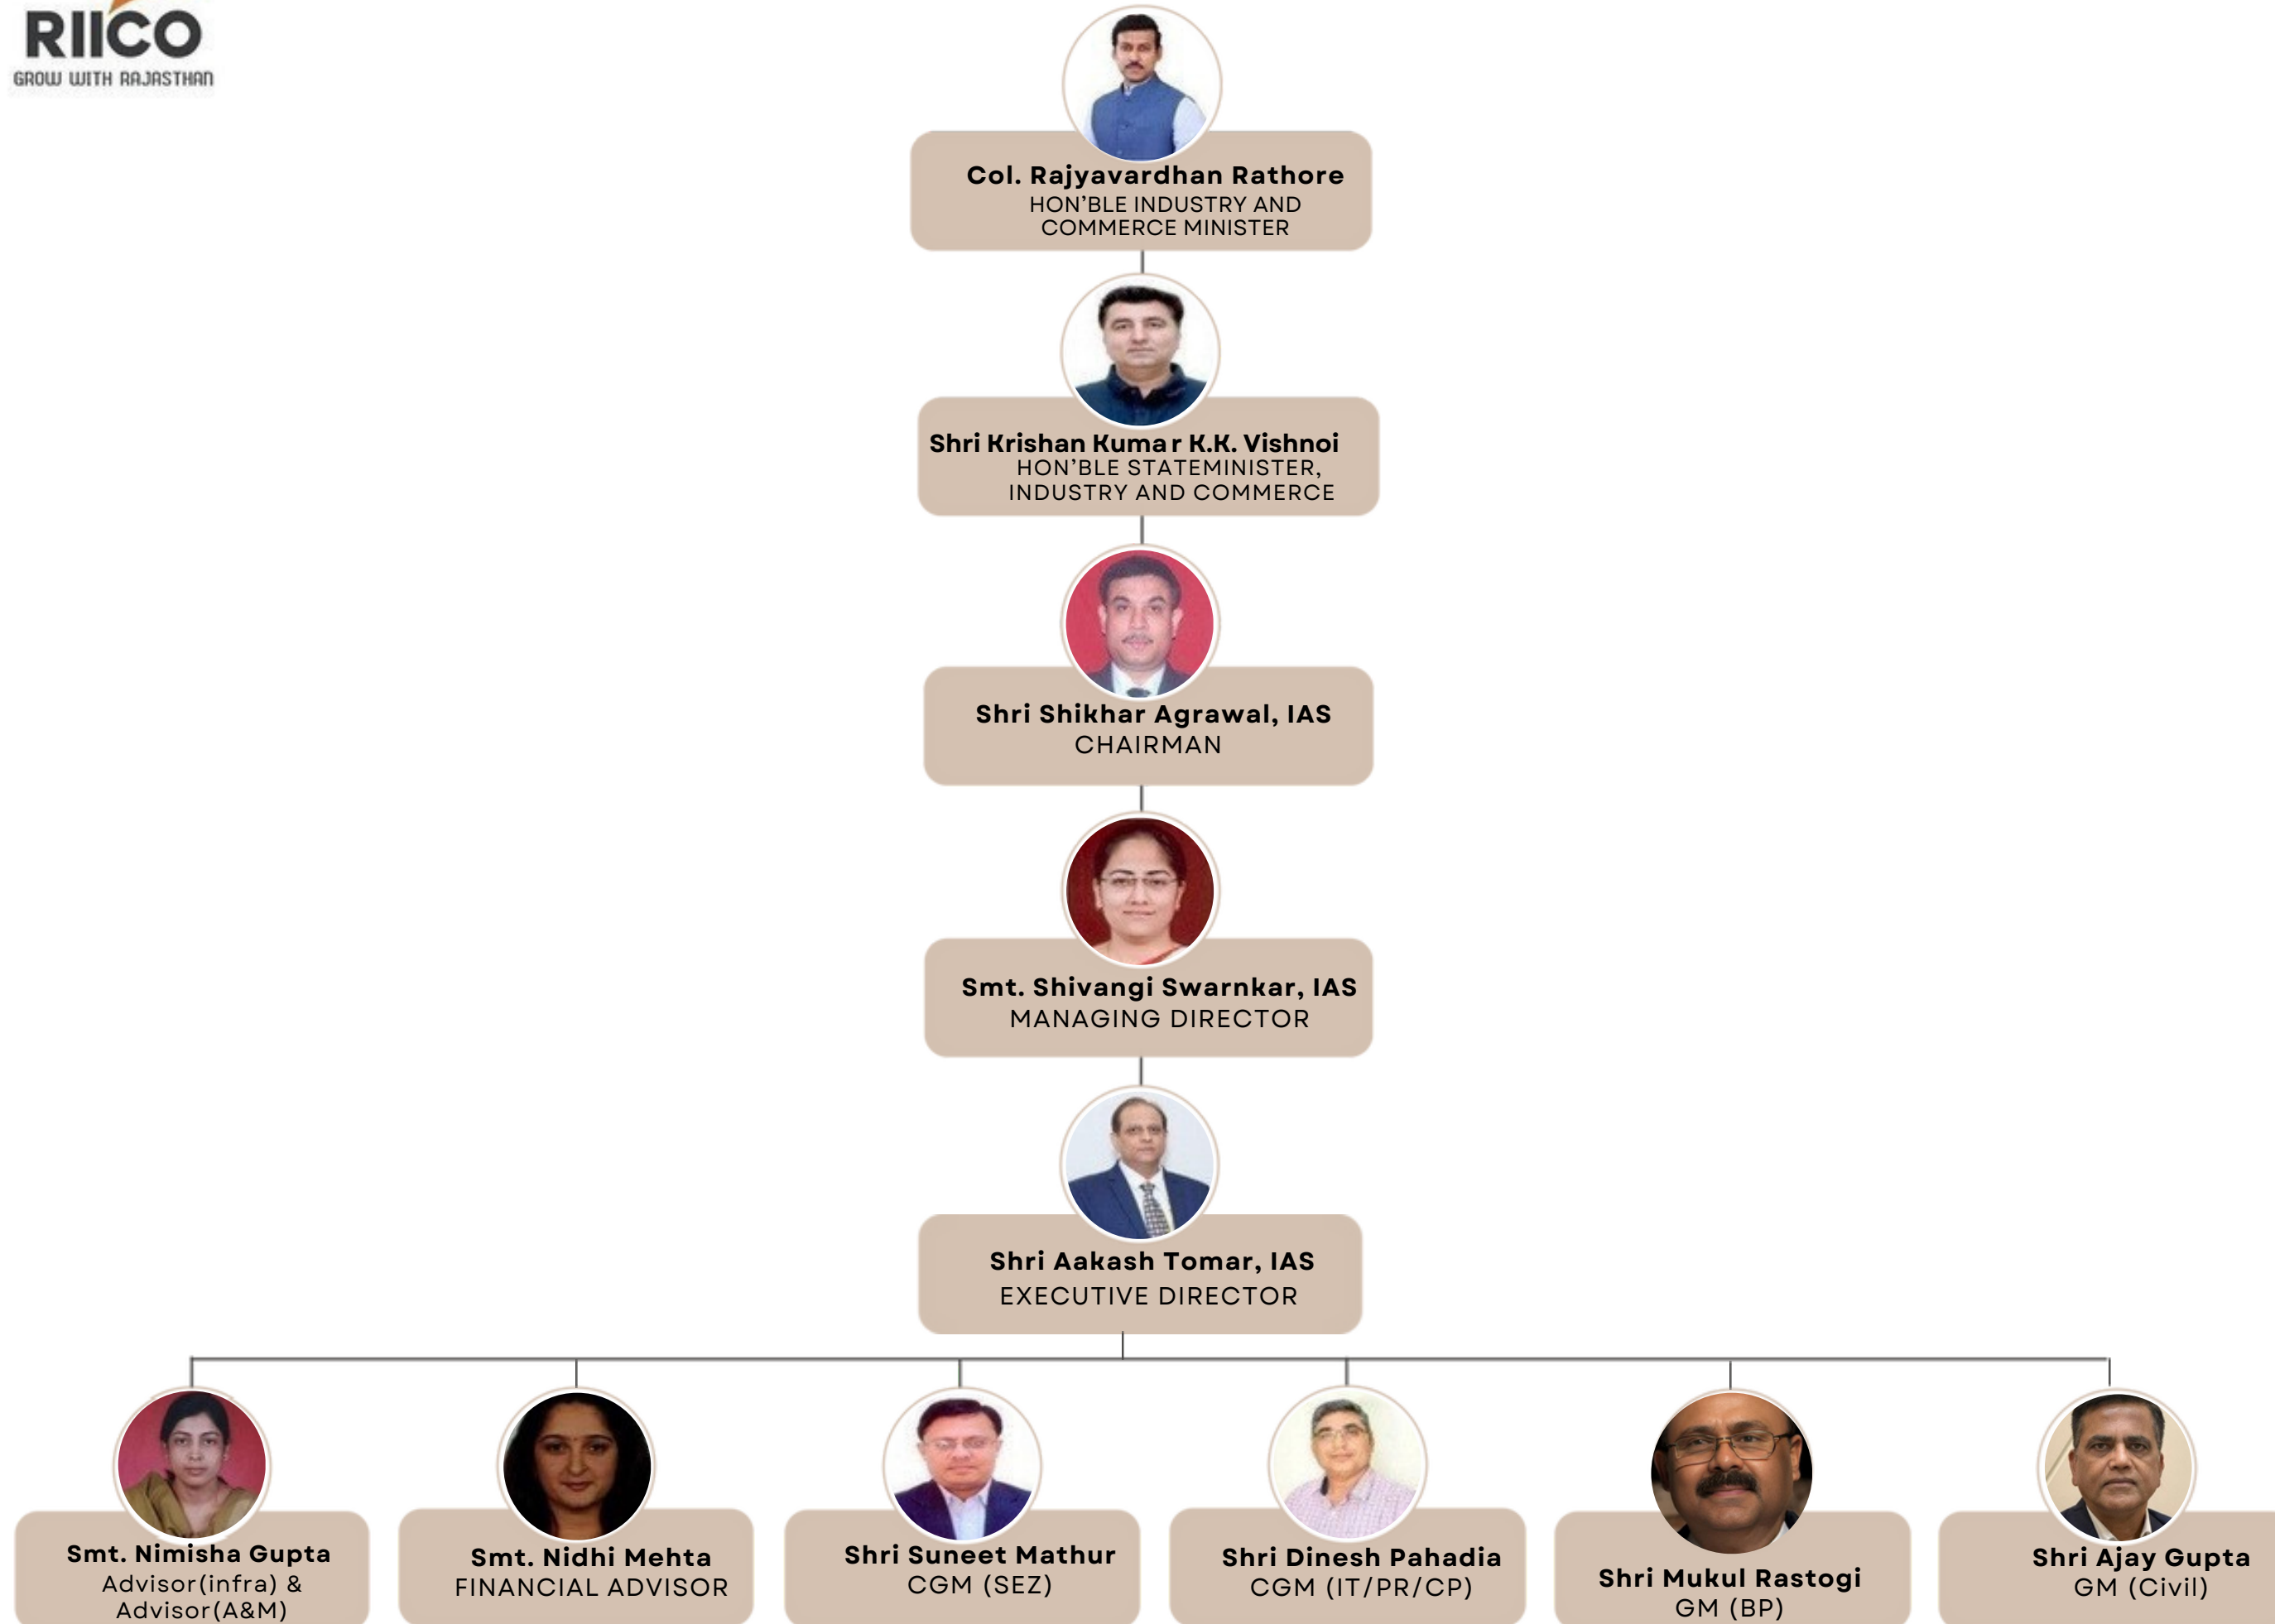 RIICO
GROW WITH RAJASTHAN
Col. Rajyavardhan Rathore
HON'BLE INDUSTRY AND
COMMERCE MINISTER
Shri Krishan Kumar K.K. Vishnoi
HON'BLE STATEMINISTER,
INDUSTRY AND COMMERCE
Shri Shikhar Agrawal, IAS
CHAIRMAN
Smt. Shivangi Swarnkar, IAS
MANAGING DIRECTOR
Shri Aakash Tomar, IAS
EXECUTIVE DIRECTOR
Smt. Nimisha Gupta
Advisor(infra) &
Advisor(A&M)
Smt. Nidhi Mehta
FINANCIAL ADVISOR
Shri Suneet Mathur
CGM (SEZ)
Shri Dinesh Pahadia
CGM (IT/PR/CP)
Shri Mukul Rastogi
GM (BP)
Shri Ajay Gupta
GM (Civil)